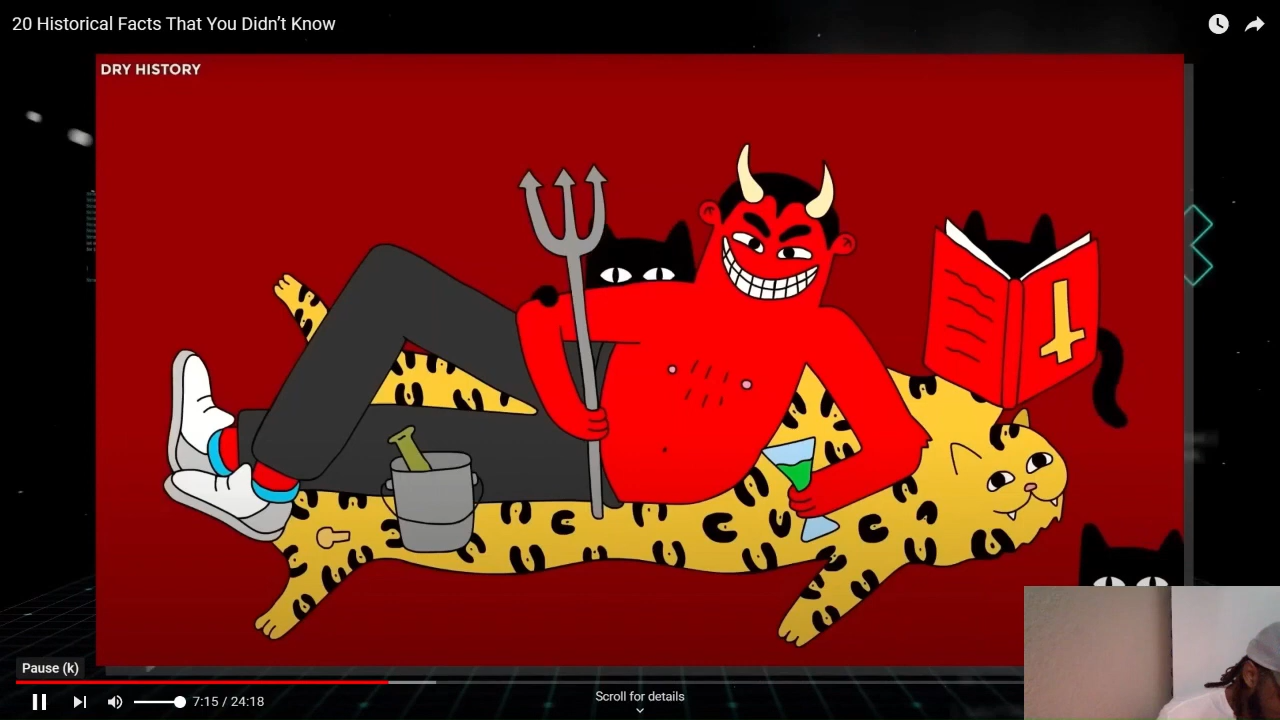 20 Historical Facts That You Didn’t Know
DRY HISTORY
Pause (k)
7:15 / 24:18
Scroll for details